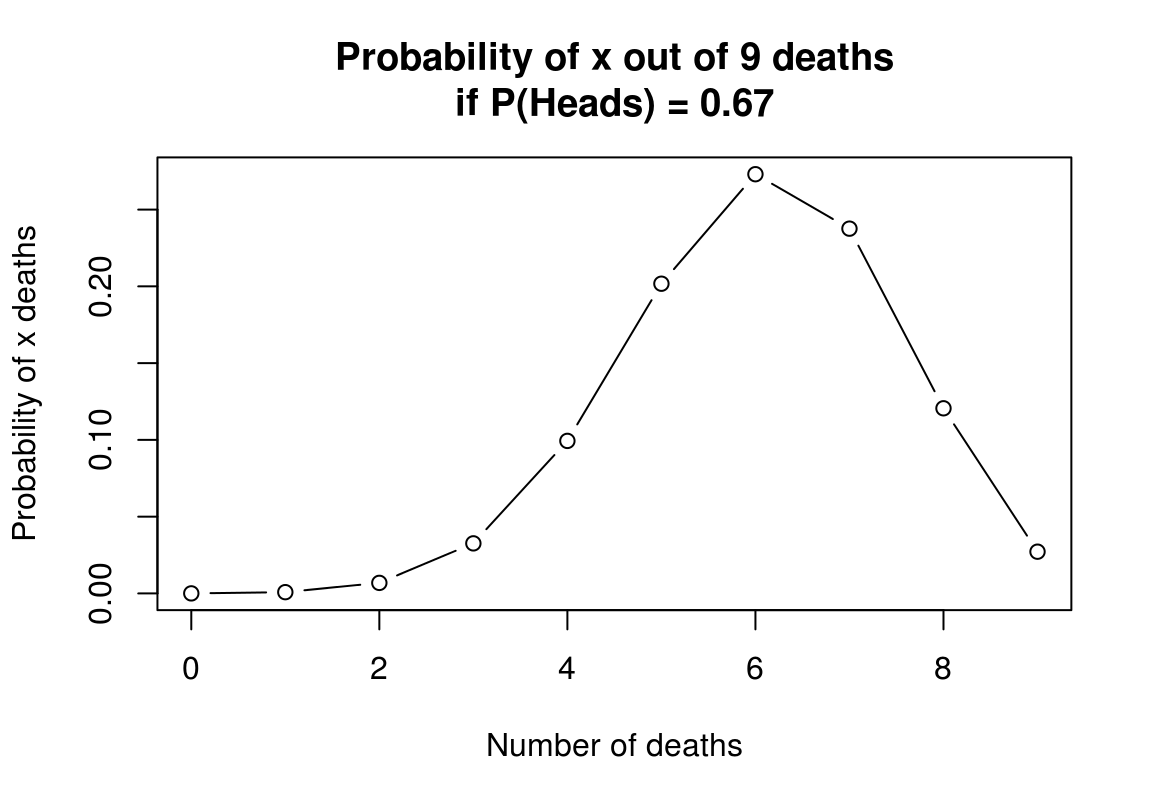 Probability of x out of 9 deaths
if P(Heads) = 0.67
Probability of x deaths
0.20
0.10
0.00
0 2 4 6 8
Number of deaths